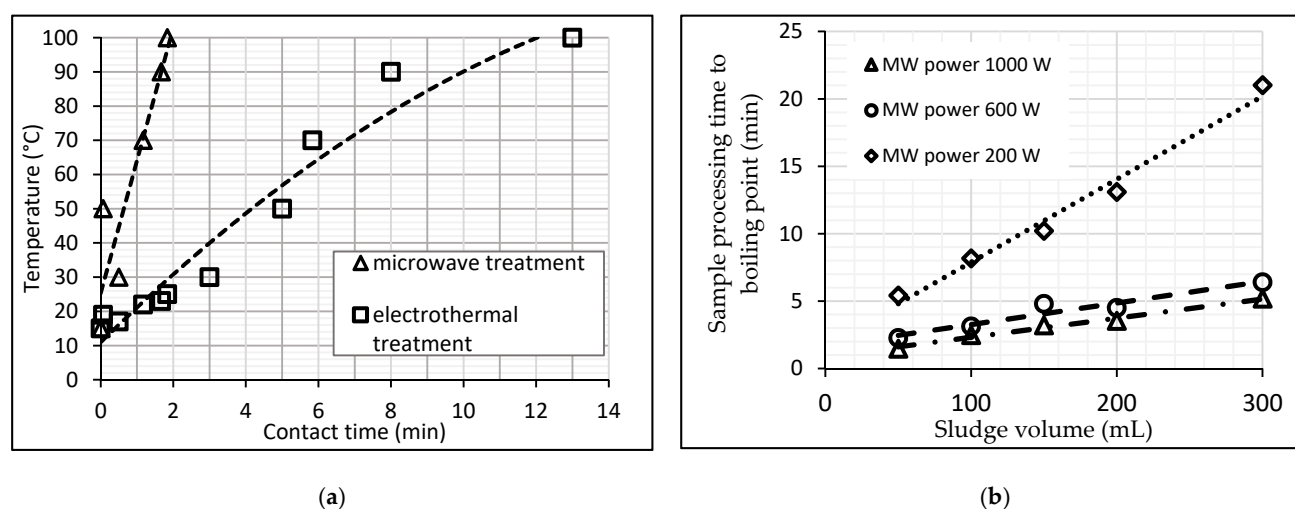 Temperature (°C)
100
90
80
70
60
50
40
30
20
10
0
0 2 4 6 8 10 12 14
Contact time (min)
microwave treatment
electrothermal
treatment
(a)
Sample processing time to
boiling point (min)
25
20
15
10
5
0
0 100 200 300
Sludge volume (mL)
MW power 1000 W
MW power 600 W
MW power 200 W
(b)